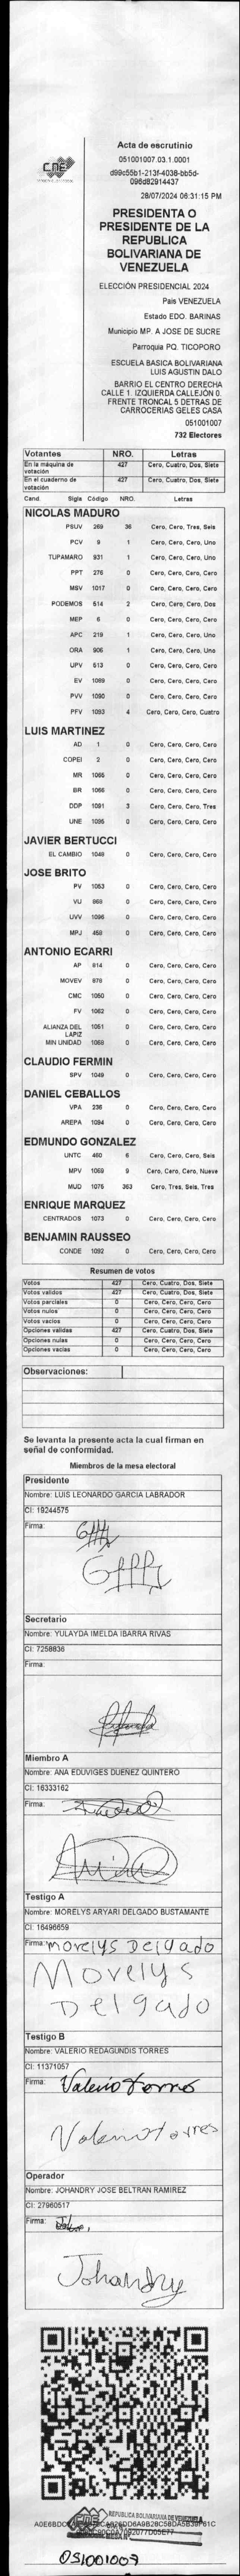 CNE
Acta de escrutinio
051001007.03.1.0001
d99c55b1-213f-4038-bb5d-
096d82914437
28/07/2024 06:31:15 PM
PRESIDENTA O
PRESIDENTE DE LA
REPUBLICA
BOLIVARIANA DE
VENEZUELA
ELECCIÓN PRESIDENCIAL 2024
Pais VENEZUELA
Estado EDO. BARINAS
Municipio MP. A JOSE DE SUCRE
Parroquia PQ. TICOPORO
ESCUELA BASICA BOLIVARIANA
LUIS AGUSTIN DALO
BARRIO EL CENTRO DERECHA
CALLE 1. IZQUIERDA CALLEJÓN 0.
FRENTE TRONCAL 5 DETRAS DE
CARROCERIAS GELES CASA
051001007
732 Electores
Votantes NRO. Letras
En la máquina de votación 427 Cero, Cuatro, Dos, Siete
En el cuaderno de votación 427 Cero, Cuatro, Dos, Siete
Cand. Sigla Código NRO. Letras
NICOLAS MADURO
PSUV 269 36 Cero, Cero, Tres, Seis
PCV 9 1 Cero, Cero, Cero, Uno
TUPAMARO 931 1 Cero, Cero, Cero, Uno
PPT 276 0 Cero, Cero, Cero, Cero
MSV 1017 0 Cero, Cero, Cero, Cero
PODEMOS 514 2 Cero, Cero, Cero, Dos
MEP 6 0 Cero, Cero, Cero, Cero
APC 219 1 Cero, Cero, Cero, Uno
ORA 906 1 Cero, Cero, Cero, Uno
UPV 613 0 Cero, Cero, Cero, Cero
EV 1089 0 Cero, Cero, Cero, Cero
PVV 1090 0 Cero, Cero, Cero, Cero
PFV 1093 4 Cero, Cero, Cero, Cuatro
LUIS MARTINEZ
AD 1 0 Cero, Cero, Cero, Cero
COPEI 2 0 Cero, Cero, Cero, Cero
MR 1065 0 Cero, Cero, Cero, Cero
BR 1066 0 Cero, Cero, Cero, Cero
DDP 1091 3 Cero, Cero, Cero, Tres
UNE 1095 0 Cero, Cero, Cero, Cero
JAVIER BERTUCCI
EL CAMBIO 1048 0 Cero, Cero, Cero, Cero
JOSE BRITO
PV 1053 0 Cero, Cero, Cero, Cero
VU 868 0 Cero, Cero, Cero, Cero
UVV 1096 0 Cero, Cero, Cero, Cero
MPJ 458 0 Cero, Cero, Cero, Cero
ANTONIO ECARRI
AP 814 0 Cero, Cero, Cero, Cero
MOVEV 878 0 Cero, Cero, Cero, Cero
CMC 1050 0 Cero, Cero, Cero, Cero
FV 1062 0 Cero, Cero, Cero, Cero
ALIANZA DEL LAPIZ 1051 0 Cero, Cero, Cero, Cero
MIN UNIDAD 1068 0 Cero, Cero, Cero, Cero
CLAUDIO FERMIN
SPV 1049 0 Cero, Cero, Cero, Cero
DANIEL CEBALLOS
VPA 236 0 Cero, Cero, Cero, Cero
AREPA 1094 0 Cero, Cero, Cero, Cero
EDMUNDO GONZALEZ
UNTC 460 6 Cero, Cero, Cero, Seis
MPV 1069 9 Cero, Cero, Cero, Nueve
MUD 1075 363 Cero, Tres, Seis, Tres
ENRIQUE MARQUEZ
CENTRADOS 1073 0 Cero, Cero, Cero, Cero
BENJAMIN RAUSSEO
CONDE 1092 0 Cero, Cero, Cero, Cero
Resumen de votos
Votos 427 Cero, Cuatro, Dos, Siete
Votos validos 427 Cero, Cuatro, Dos, Siete
Votos parciales 0 Cero, Cero, Cero, Cero
Votos nulos 0 Cero, Cero, Cero, Cero
Votos vacios 0 Cero, Cero, Cero, Cero
Opciones validas 427 Cero, Cuatro, Dos, Siete
Opciones nulas 0 Cero, Cero, Cero, Cero
Opciones vacias 0 Cero, Cero, Cero, Cero
Observaciones:
Se levanta la presente acta la cual firman en
señal de conformidad.
Miembros de la mesa electoral
Presidente
Nombre: LUIS LEONARDO GARCIA LABRADOR
CI: 19244575
Firma:
Secretario
Nombre: YULAYDA IMELDA IBARRA RIVAS
CI: 7258836
Firma:
Miembro A
Nombre: ANA EDUVIGES DUENEZ QUINTERO
CI: 16333162
Firma:
Testigo A
Nombre: MORELYS ARYARI DELGADO BUSTAMANTE
CI: 16496659
Firma: Morelys Delgado
Morelys
Delgado
Testigo B
Nombre: VALERIO REDAGUNDIS TORRES
CI: 11371057
Firma: Valerio Torres
Valerio Torres
Operador
Nombre: JOHANDRY JOSE BELTRAN RAMIREZ
CI: 27960517
Firma:
Johandry
REPUBLICA BOLIVARIANA DE VENEZUELA
051001007